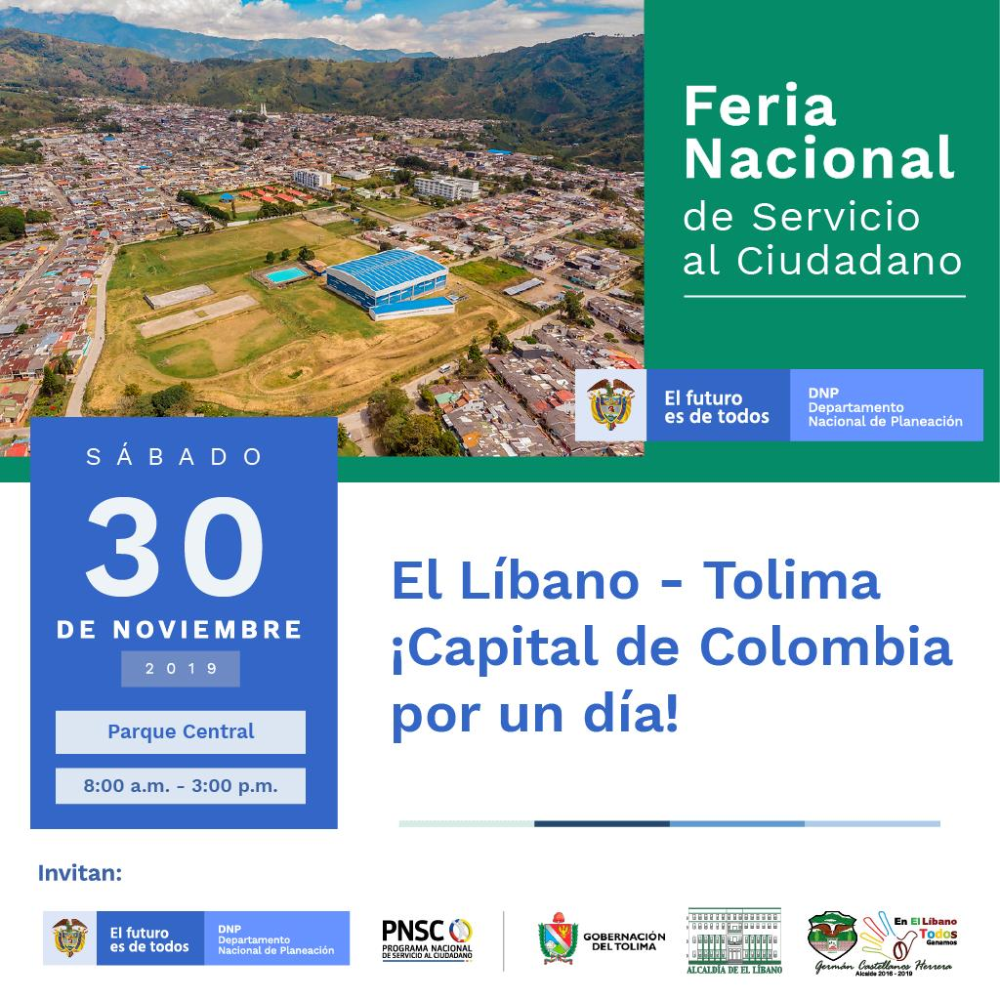 Feria
Nacional
de Servicio
al Ciudadano
El futuro
es de todos
DNP
Departamento
Nacional de Planeación
SÁBADO
30
DE NOVIEMBRE
2019
Parque Central
8:00 a.m. - 3:00 p.m.
El Líbano - Tolima
¡Capital de Colombia
por un día!
Invitan:
El futuro
es de todos
DNP
Departamento
Nacional de Planeación
PNSC
PROGRAMA NACIONAL
DE SERVICIO AL CIUDADANO
GOBERNACIÓN
DEL TOLIMA
ALCALDÍA DE EL LÍBANO
En El Líbano
Todos
Ganamos
Germán Castellanos Herrera
Alcalde 2016 - 2019